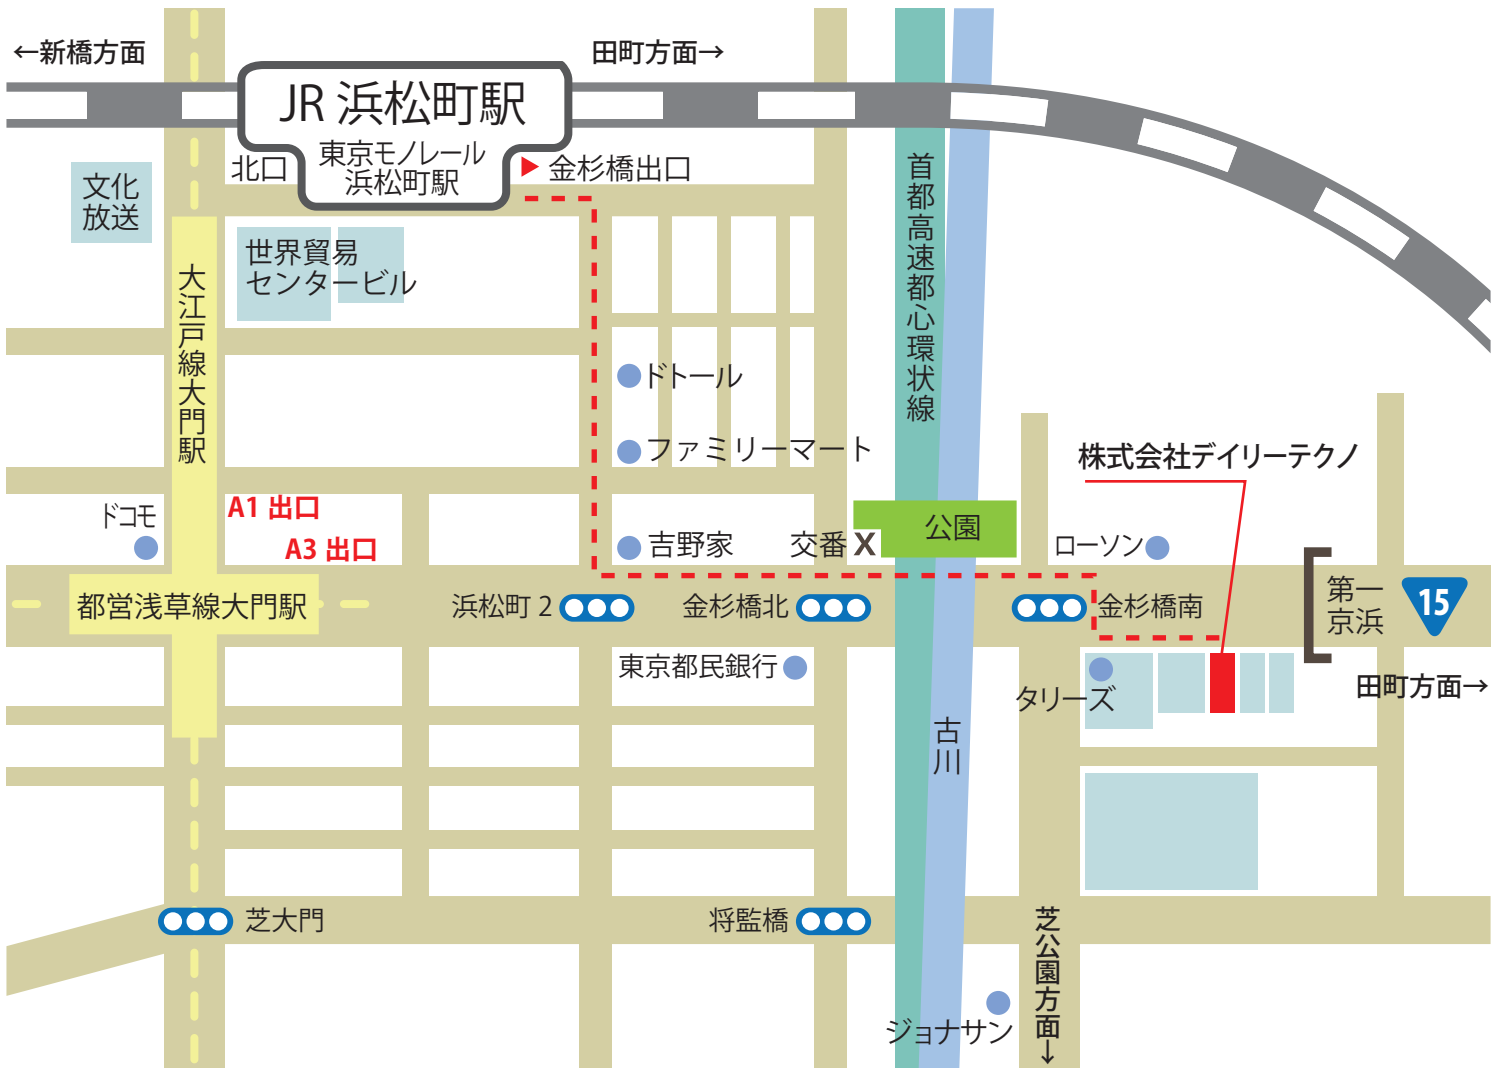 ←新橋方面
田町方面→
JR 浜松町駅
東京モノレール
浜松町駅
北口
金杉橋出口
文化
放送
世界貿易
センタービル
大江戸線大門駅
首都高速都心環状線
ドトール
ファミリーマート
株式会社デイリーテクノ
A1 出口
ドコモ
A3 出口
吉野家
交番
X
公園
ローソン
都営浅草線大門駅
浜松町 2
金杉橋北
金杉橋南
第一
京浜
15
東京都民銀行
タリーズ
田町方面→
古川
芝大門
将監橋
芝公園方面→
ジョナサン